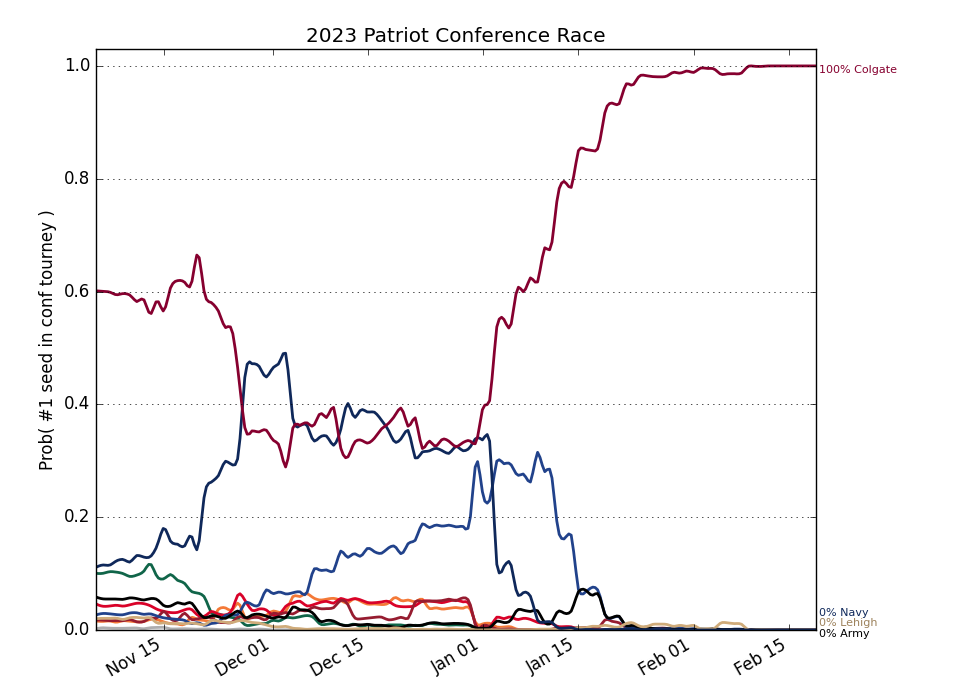 2023 Patriot Conference Race
Prob( #1 seed in conf tourney )
1.0
0.8
0.6
0.4
0.2
0.0
100% Colgate
0% Navy
0% Lehigh
0% Army
Nov 15
Dec 01
Dec 15
Jan 01
Jan 15
Feb 01
Feb 15